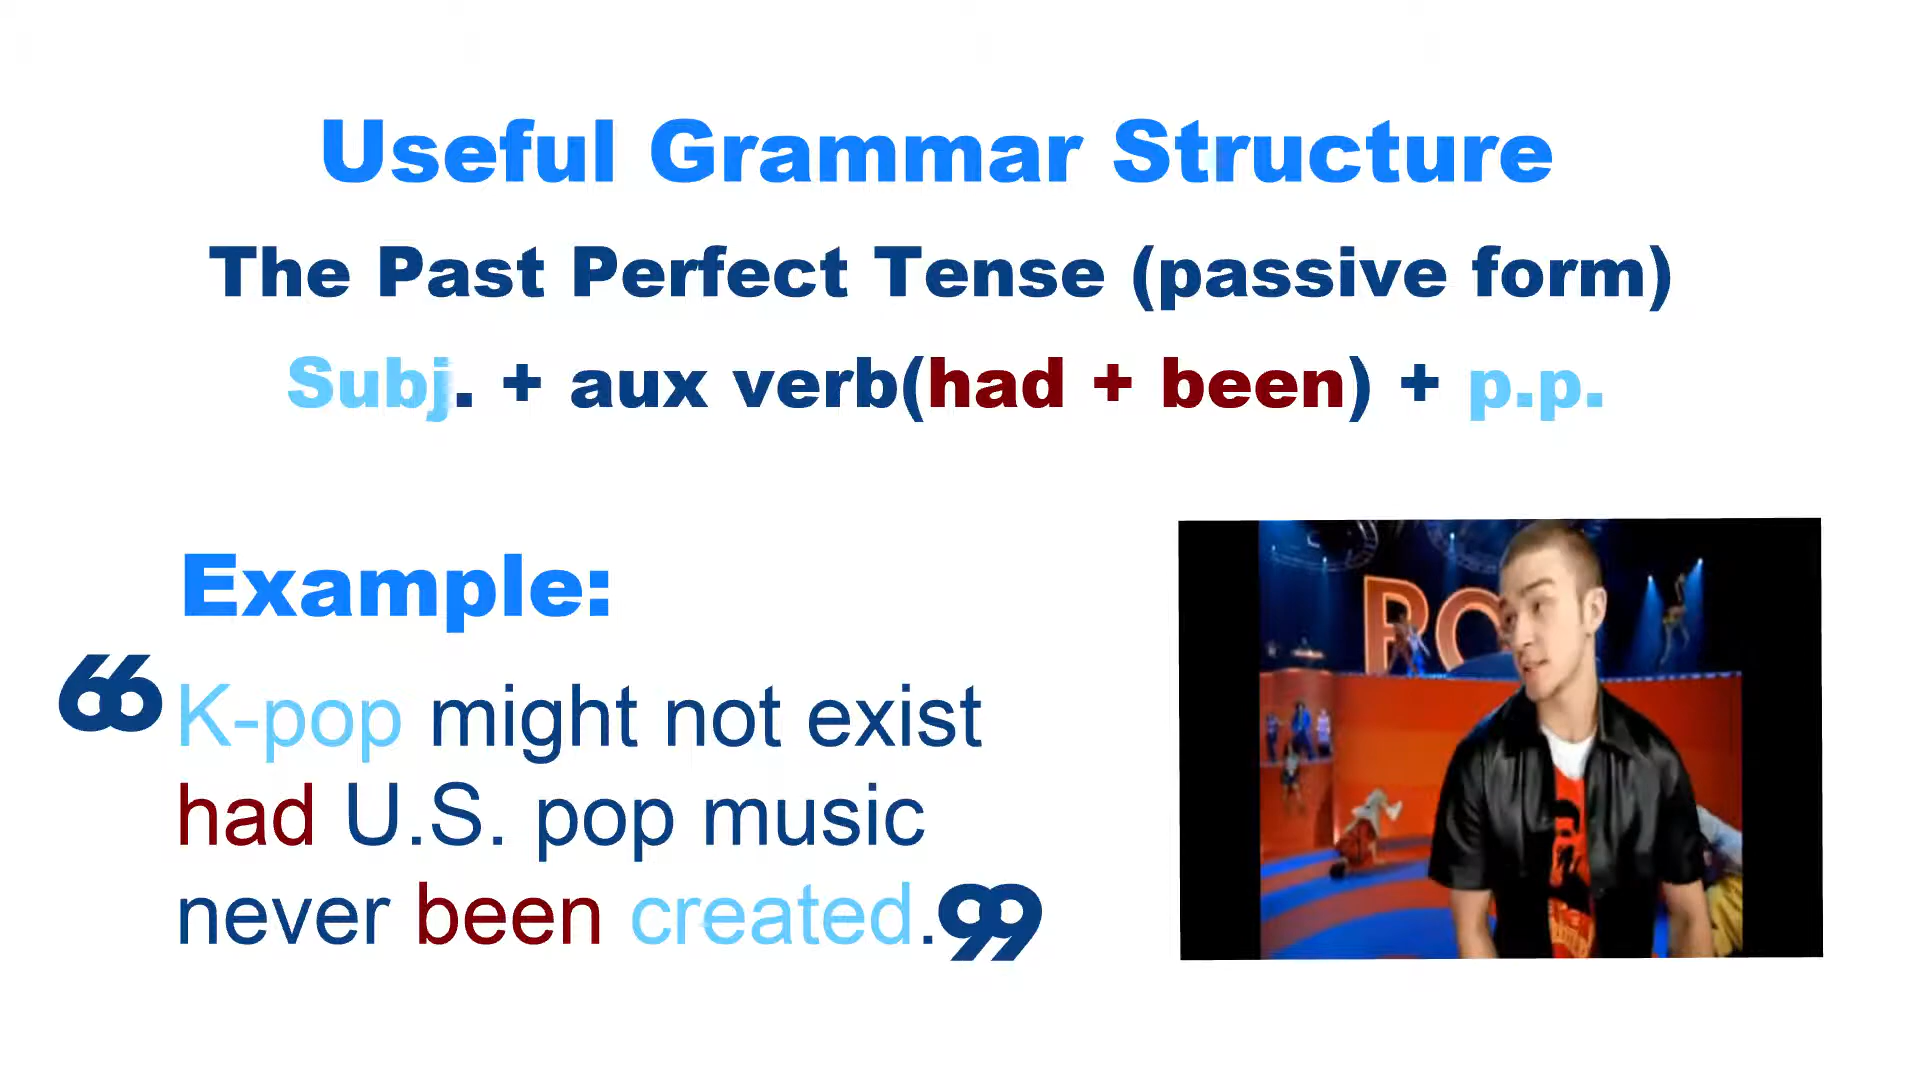 Useful Grammar Structure
The Past Perfect Tense (passive form)
Subj. + aux verb(had + been) + p.p.
Example:
“K-pop might not exist
had U.S. pop music
never been created.”